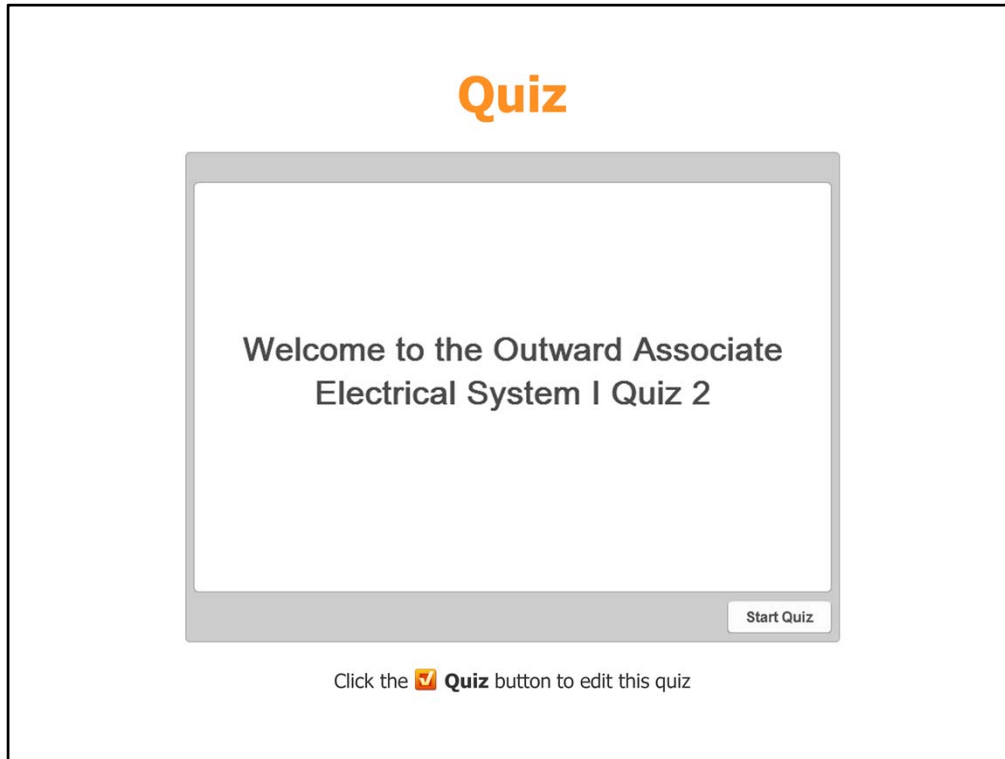 Quiz
Welcome to the Outward Associate
Electrical System I Quiz 2
Start Quiz
Click the Quiz button to edit this quiz